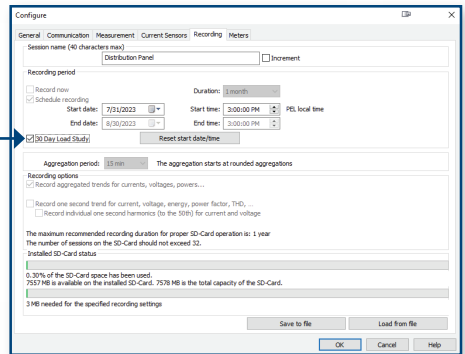 Configure
General Communication Measurement Current Sensors Recording Meters
Session name (40 characters max)
Distribution Panel Increment
Recording period
Record now Duration: 1 month
Schedule recording
Start date: 7/31/2023 Start time: 3:00:00 PM PEL local time
End date: 8/30/2023 End time: 3:00:00 PM
30 Day Load Study Reset start date/time
Aggregation period: 15 min The aggregation starts at rounded aggregations
Recording options
Record aggregated trends for currents, voltages, powers...
Record one second trend for current, voltage, energy, power factor, THD, ...
Record individual one second harmonics (to the 50th) for current and voltage
The maximum recommended recording duration for proper SD-Card operation is: 1 year
The number of sessions on the SD-Card should not exceed 32.
Installed SD-Card status
0.30% of the SD-Card space has been used.
7557 MB is available on the installed SD-Card. 7578 MB is the total capacity of the SD-Card.
3 MB needed for the specified recording settings
Save to file Load from file
OK Cancel Help